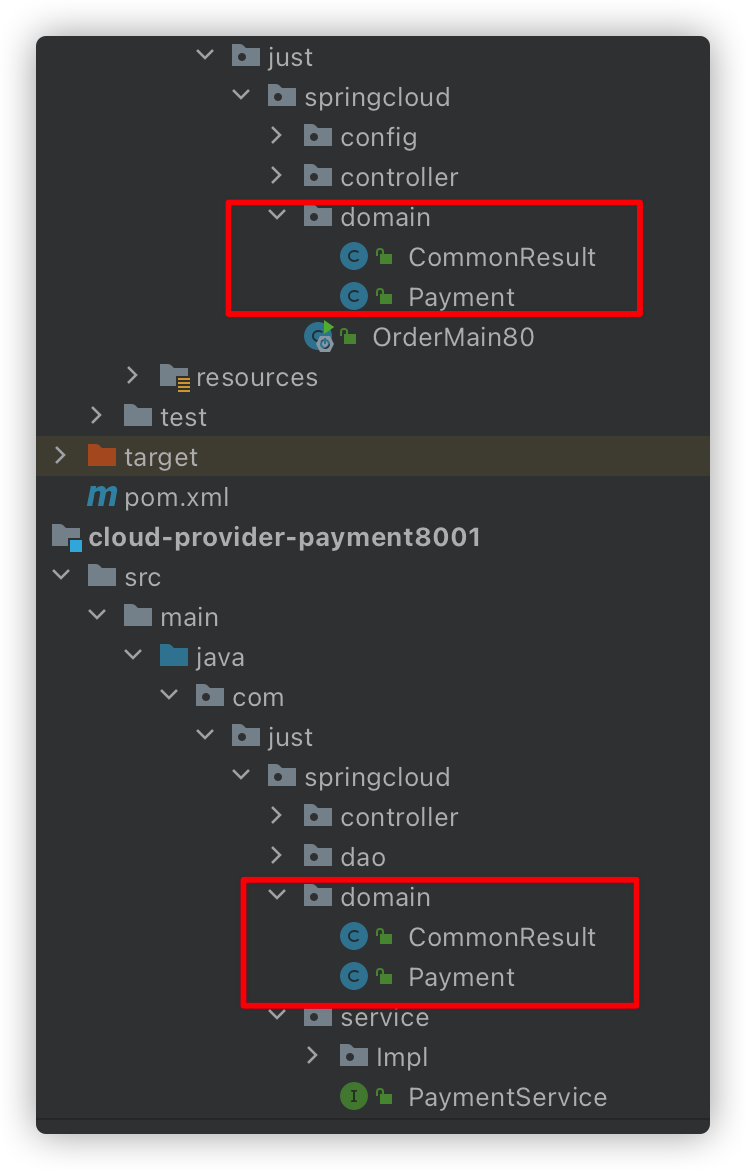 just
springcloud
config
controller
domain
C CommonResult
C Payment
C OrderMain80
resources
test
target
m pom.xml
cloud-provider-payment8001
src
main
java
com
just
springcloud
controller
dao
domain
C CommonResult
C Payment
service
Impl
I PaymentService